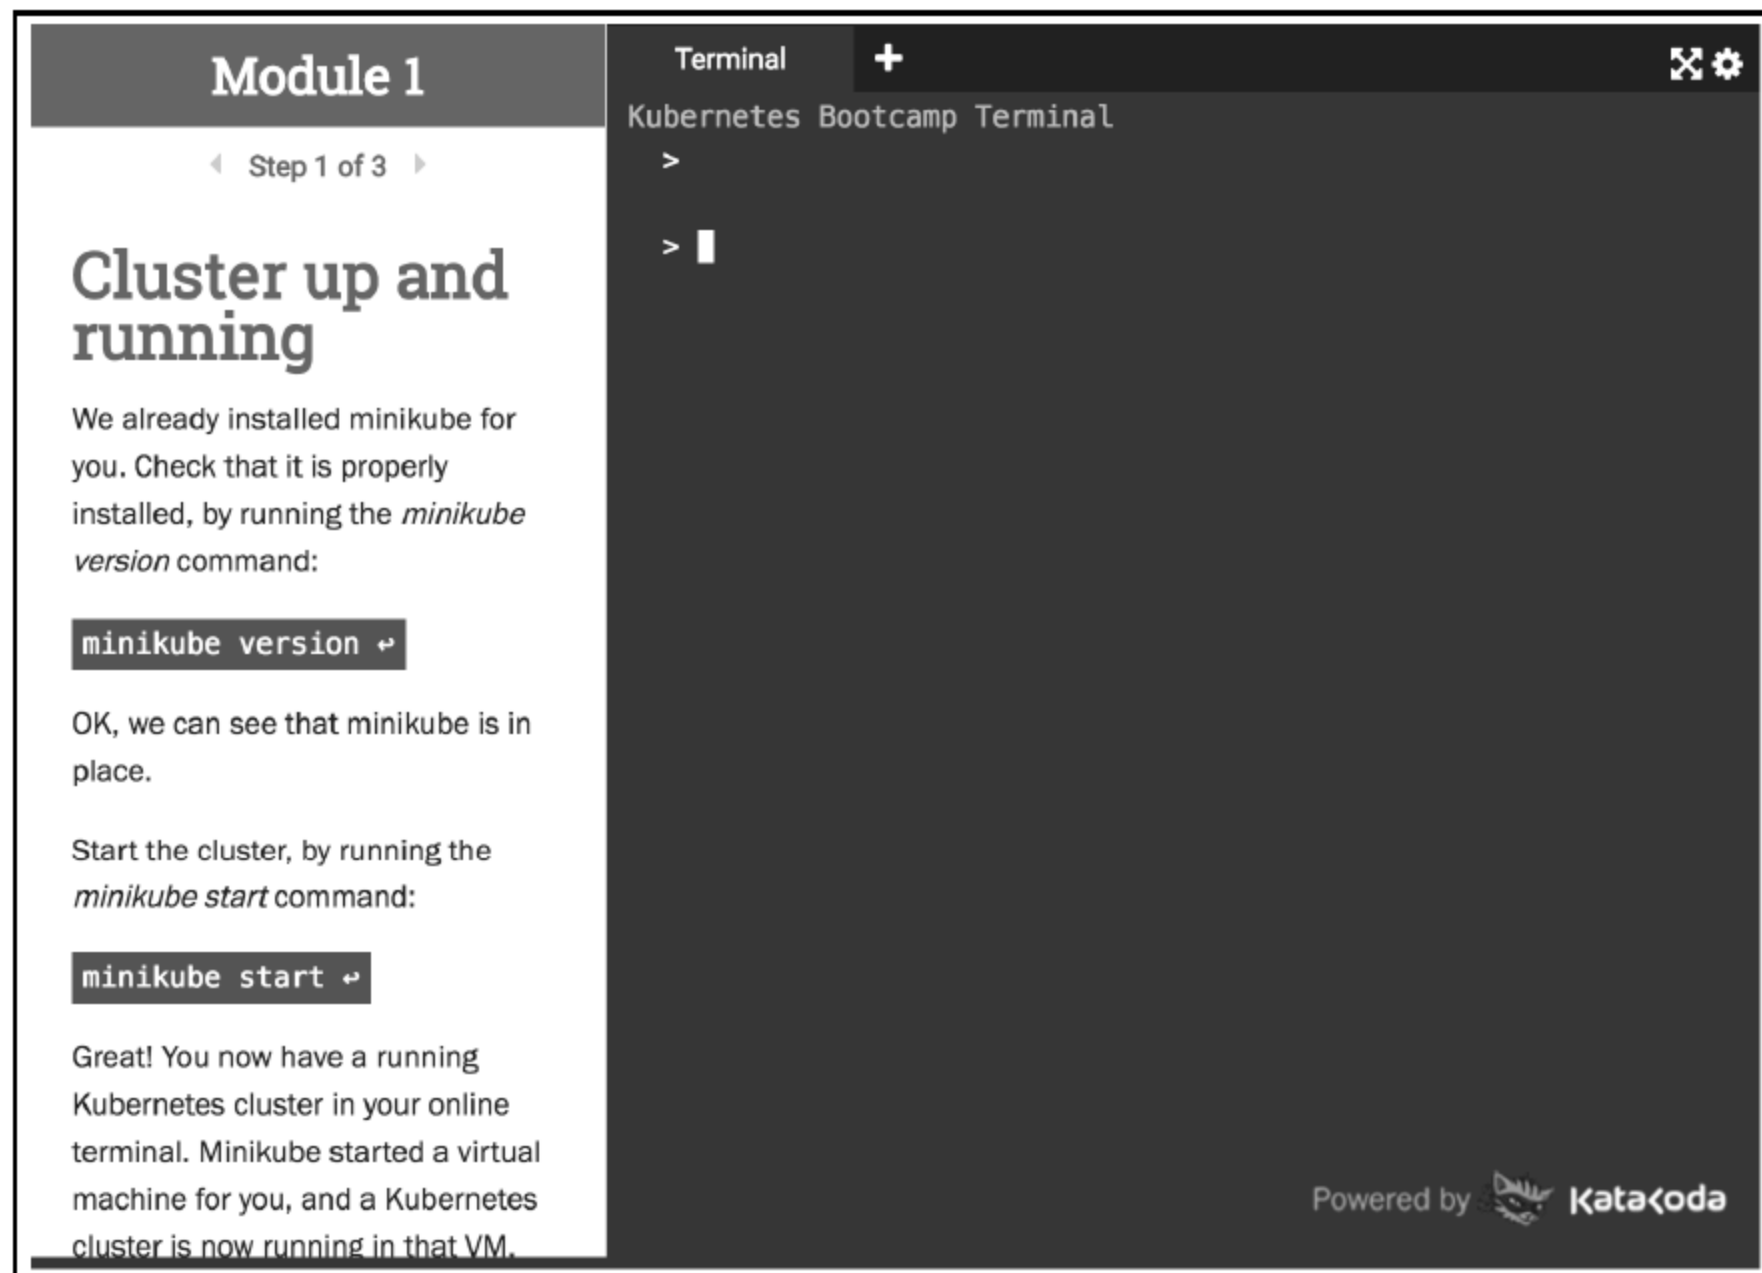 Module 1
Step 1 of 3
Cluster up and
running
We already installed minikube for
you. Check that it is properly
installed, by running the minikube
version command:
minikube version ↩
OK, we can see that minikube is in
place.
Start the cluster, by running the
minikube start command:
minikube start ↩
Great! You now have a running
Kubernetes cluster in your online
terminal. Minikube started a virtual
machine for you, and a Kubernetes
cluster is now running in that VM.
Terminal +
Kubernetes Bootcamp Terminal
>
>
Powered by Katacoda